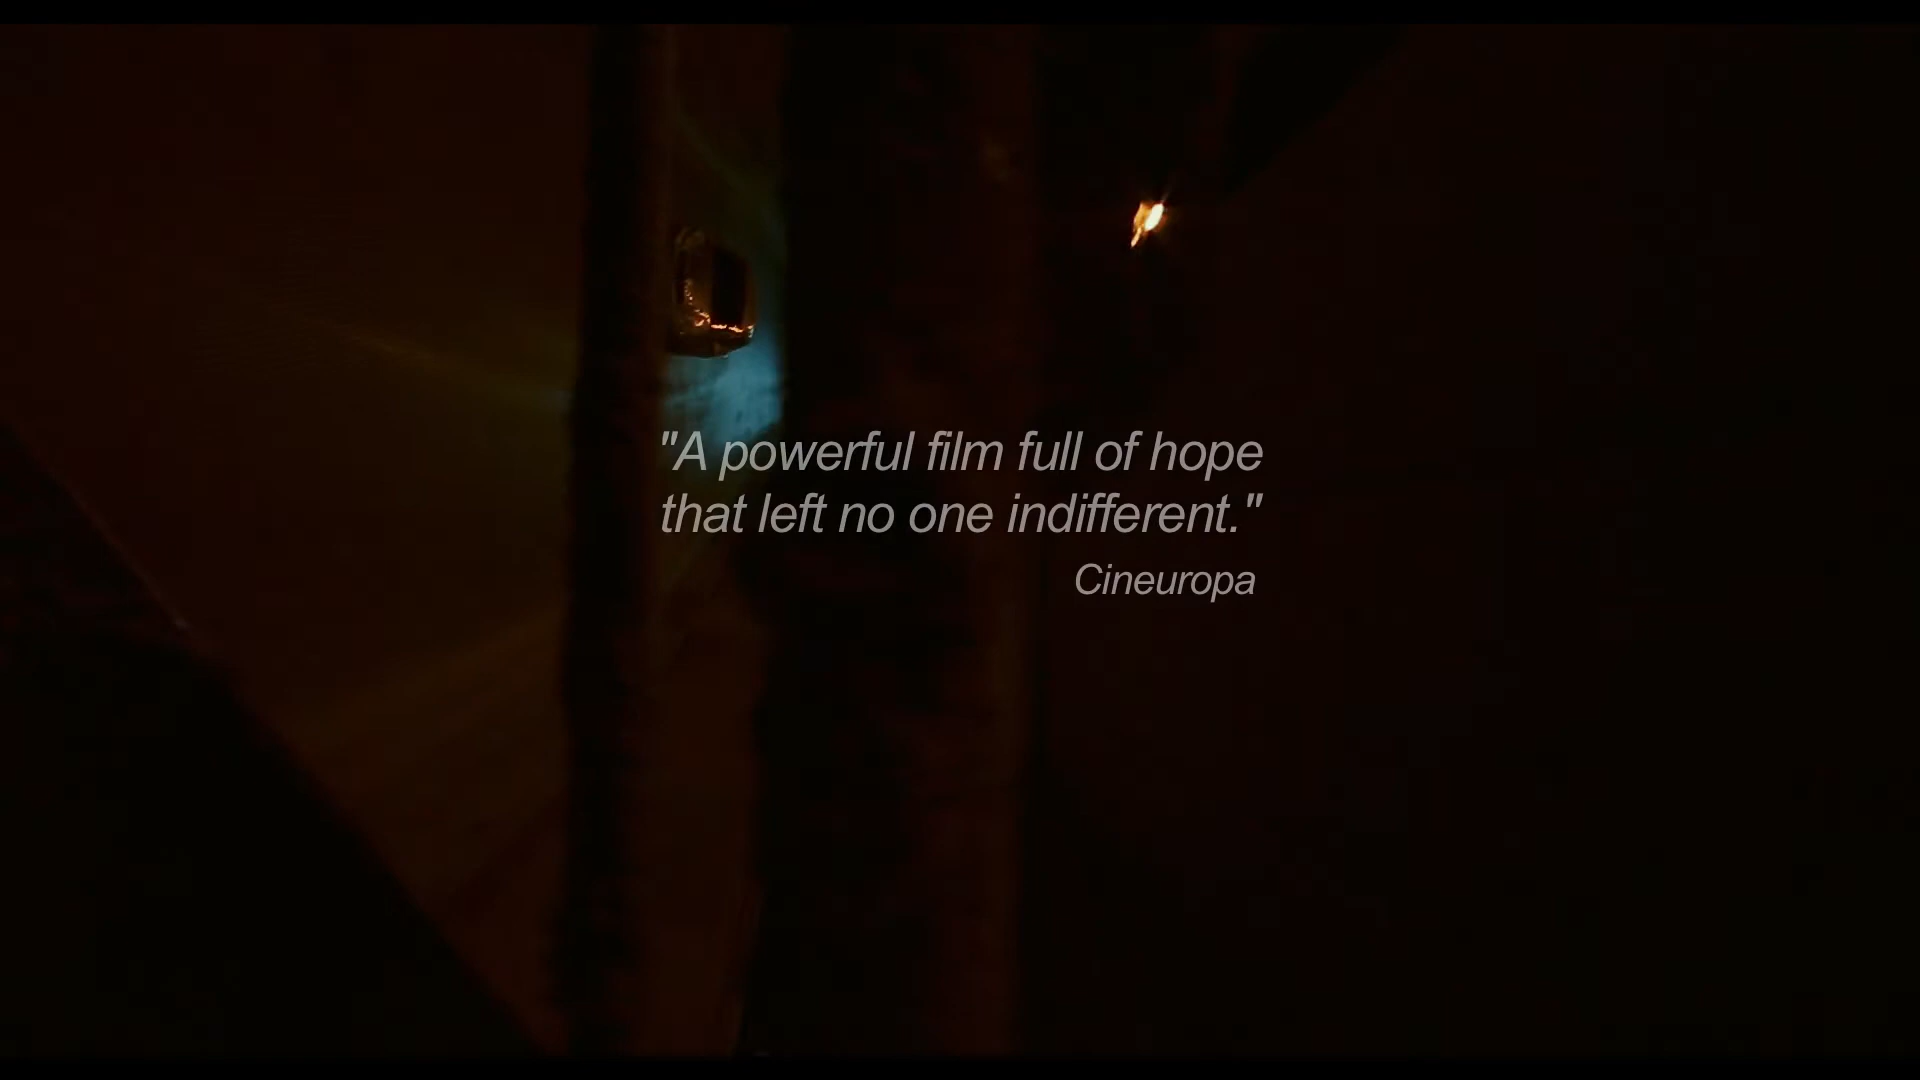 "A powerful film full of hope
that left no one indifferent."
Cineuropa